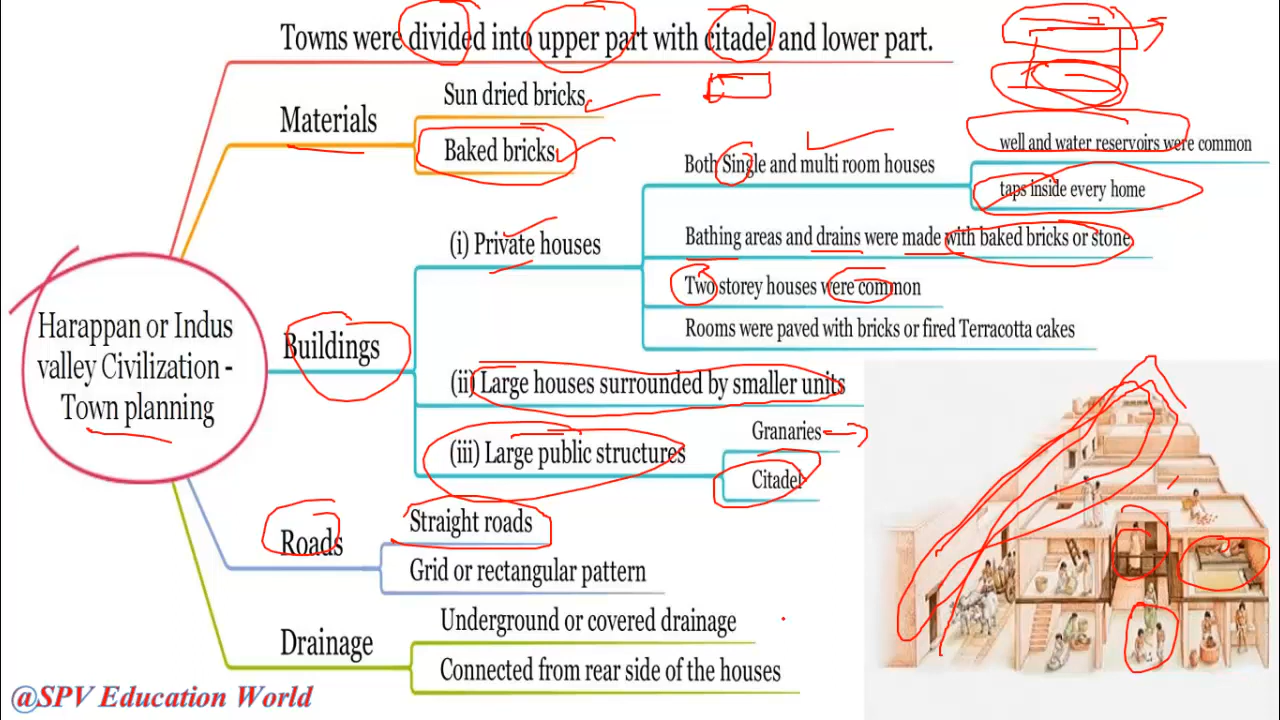 Towns were divided into upper part with citadel and lower part.
Materials
Sun dried bricks
Baked bricks
Both Single and multi room houses
well and water reservoirs were common
taps inside every home
(i) Private houses
Bathing areas and drains were made with baked bricks or stone
Two storey houses were common
Rooms were paved with bricks or fired Terracotta cakes
Harappan or Indus
valley Civilization -
Town planning
Buildings
(ii) Large houses surrounded by smaller units
(iii) Large public structures
Granaries
Citadel
Roads
Straight roads
Grid or rectangular pattern
Drainage
Underground or covered drainage
Connected from rear side of the houses
@SPV Education World